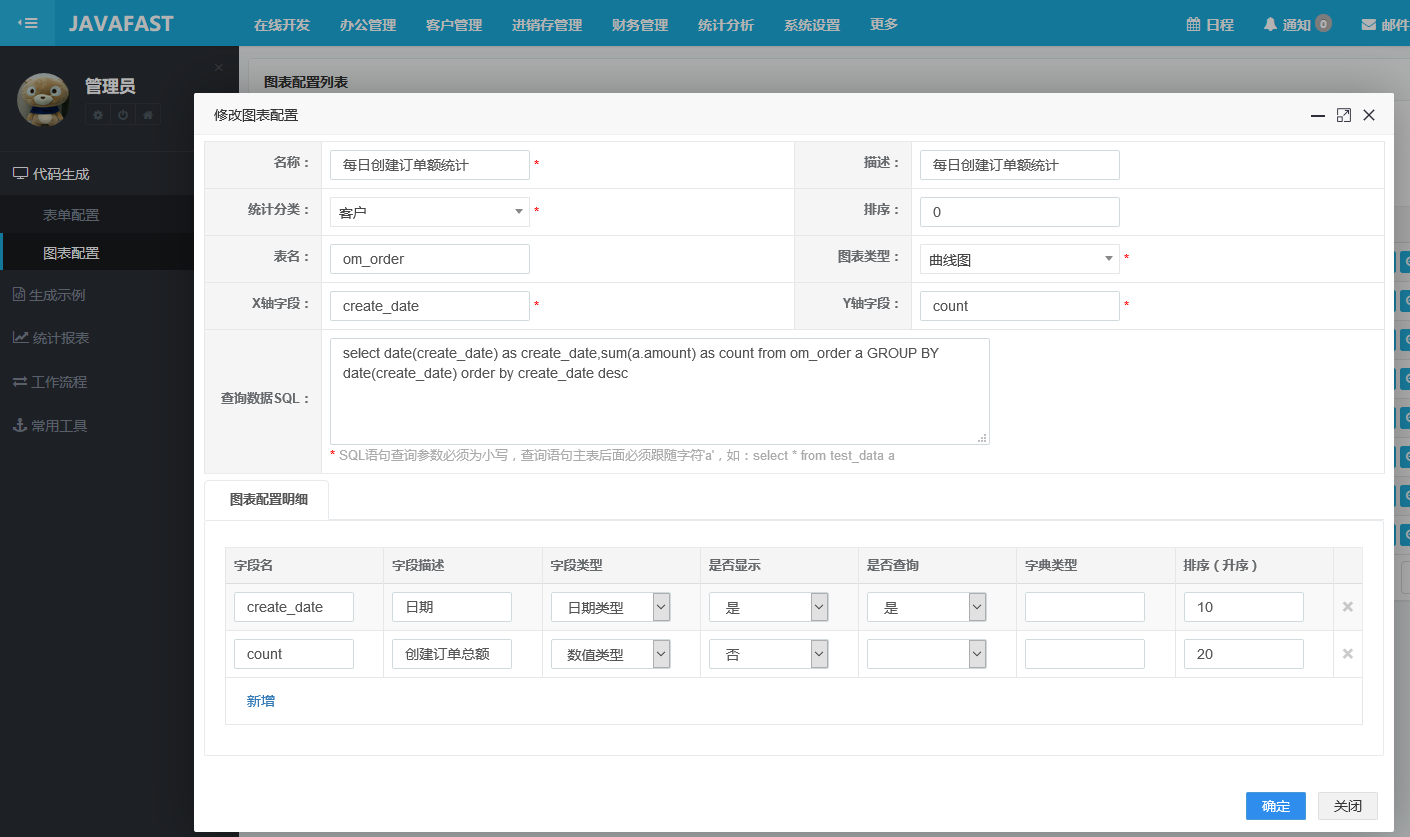 JAVAFAST 在线开发 办公管理 客户管理 进销存管理 财务管理 统计分析 系统设置 更多 日程 通知 0 邮件
管理员
代码生成
表单配置
图表配置
生成示例
统计报表
工作流程
常用工具
图表配置列表
修改图表配置
名称： 每日创建订单额统计 * 描述： 每日创建订单额统计
统计分类： 客户 * 排序： 0
表名： om_order 图表类型： 曲线图 *
X轴字段： create_date * Y轴字段： count *
查询数据SQL：
select date(create_date) as create_date,sum(a.amount) as count from om_order a GROUP BY
date(create_date) order by create_date desc
* SQL语句查询参数必须为小写，查询语句主表后面必须跟随字符'a'，如：select * from test_data a
图表配置明细
字段名 字段描述 字段类型 是否显示 是否查询 字典类型 排序（升序）
create_date 日期 日期类型 是 是 10
count 创建订单总额 数值类型 否 20
新增
确定 关闭